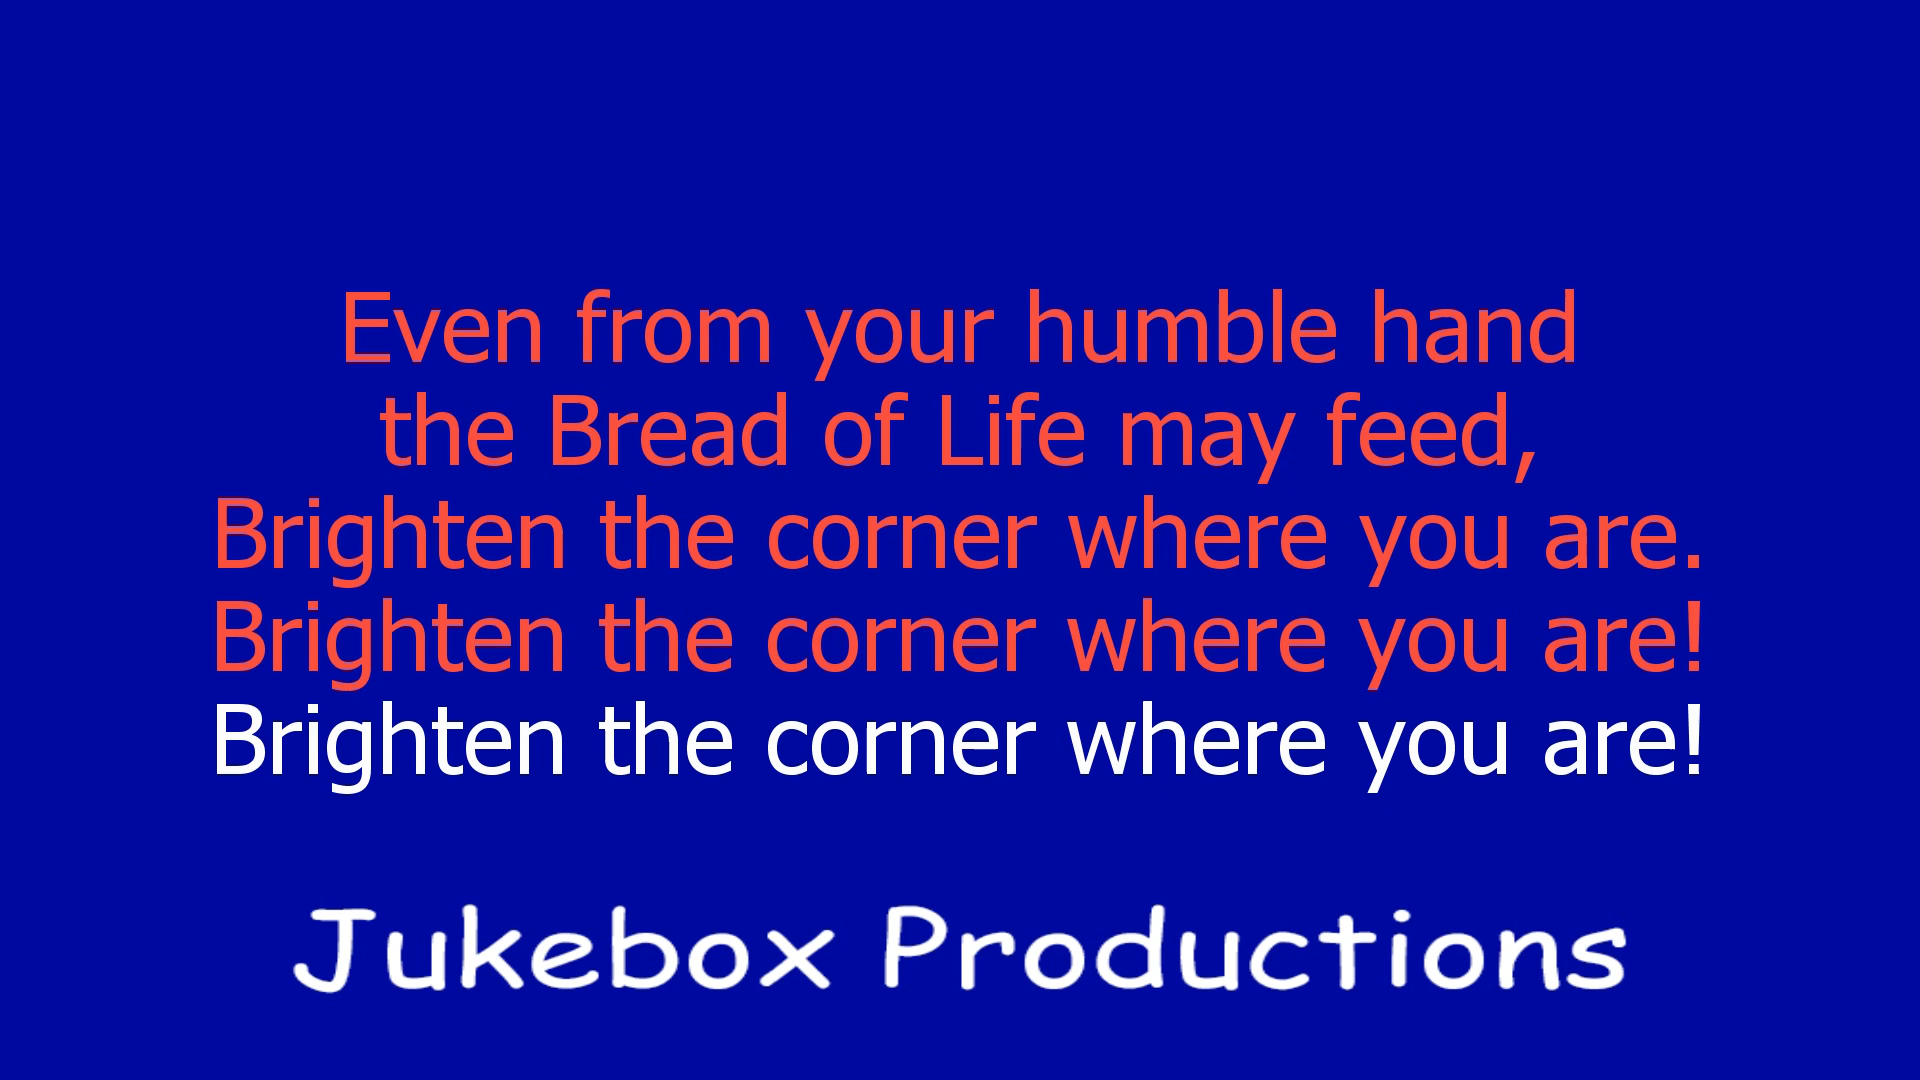 Even from your humble hand
the Bread of Life may feed,
Brighten the corner where you are.
Brighten the corner where you are!
Brighten the corner where you are!
Jukebox Productions